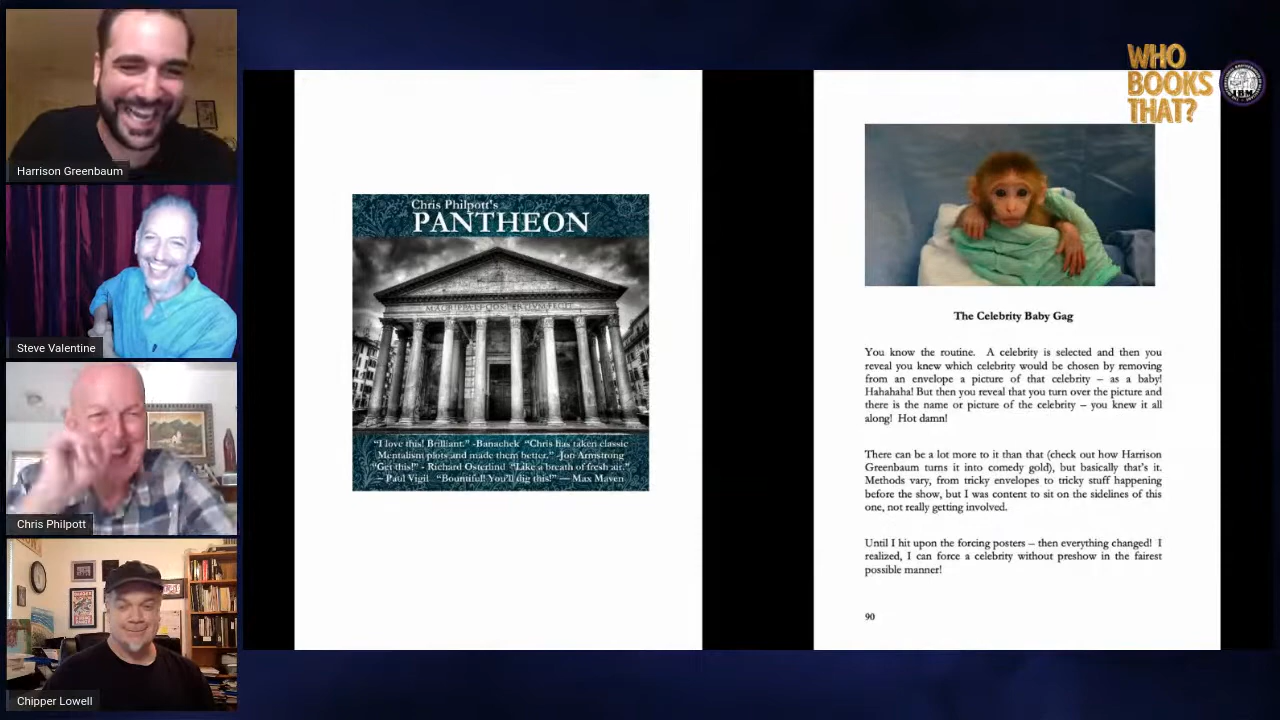 Harrison Greenbaum
Steve Valentine
Chris Philpott
Chipper Lowell
Chris Philpott's
PANTHEON
"I love this! Brilliant." -Banachek "Chris has taken classic
Mentalism plots and made them better." -Jon Armstrong
"Get this!" - Richard Osterlind "Like a breath of fresh air."
– Paul Vigil "Bountiful! You'll dig this!" — Max Maven
WHO
BOOKS
THAT?
The Celebrity Baby Gag
You know the routine. A celebrity is selected and then you
reveal you knew which celebrity would be chosen by removing
from an envelope a picture of that celebrity – as a baby!
Hahahaha! But then you reveal that you turn over the picture and
there is the name or picture of the celebrity – you knew it all
along! Hot damn!
There can be a lot more to it than that (check out how Harrison
Greenbaum turns it into comedy gold), but basically that's it.
Methods vary, from tricky envelopes to tricky stuff happening
before the show, but I was content to sit on the sidelines of this
one, not really getting involved.
Until I hit upon the forcing posters – then everything changed! I
realized, I can force a celebrity without preshow in the fairest
possible manner!
90